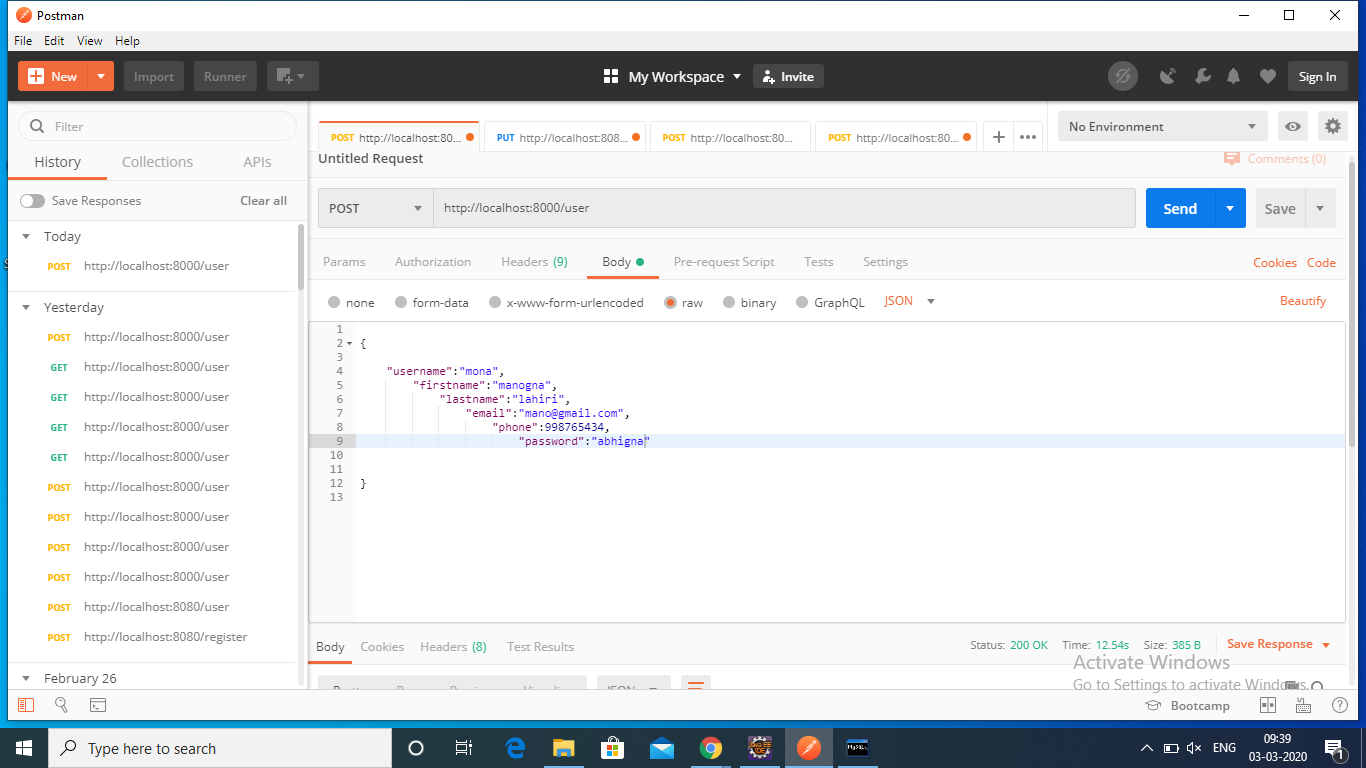 Postman
File Edit View Help
New Import Runner My Workspace Invite Sign In
Filter
History Collections APIs
Save Responses Clear all
Today
POST http://localhost:8000/user
Yesterday
POST http://localhost:8000/user
GET http://localhost:8000/user
GET http://localhost:8000/user
GET http://localhost:8000/user
GET http://localhost:8000/user
POST http://localhost:8000/user
POST http://localhost:8000/user
POST http://localhost:8000/user
POST http://localhost:8000/user
POST http://localhost:8080/user
POST http://localhost:8080/register
February 26
POST http://localhost:80... PUT http://localhost:808... POST http://localhost:80... POST http://localhost:80... No Environment
Untitled Request Comments (0)
POST http://localhost:8000/user Send Save
Params Authorization Headers (9) Body Pre-request Script Tests Settings Cookies Code
none form-data x-www-form-urlencoded raw binary GraphQL JSON Beautify
1
2 {
3
4 "username":"mona",
5 "firstname":"manogna",
6 "lastname":"lahiri",
7 "email":"mano@gmail.com",
8 "phone":998765434,
9 "password":"abhigna"
10
11
12 }
13
Body Cookies Headers (8) Test Results Status: 200 OK Time: 12.54s Size: 385 B Save Response
JSON
Activate Windows
Go to Settings to activate Windows.
Bootcamp
Type here to search ENG 09:39
03-03-2020 1